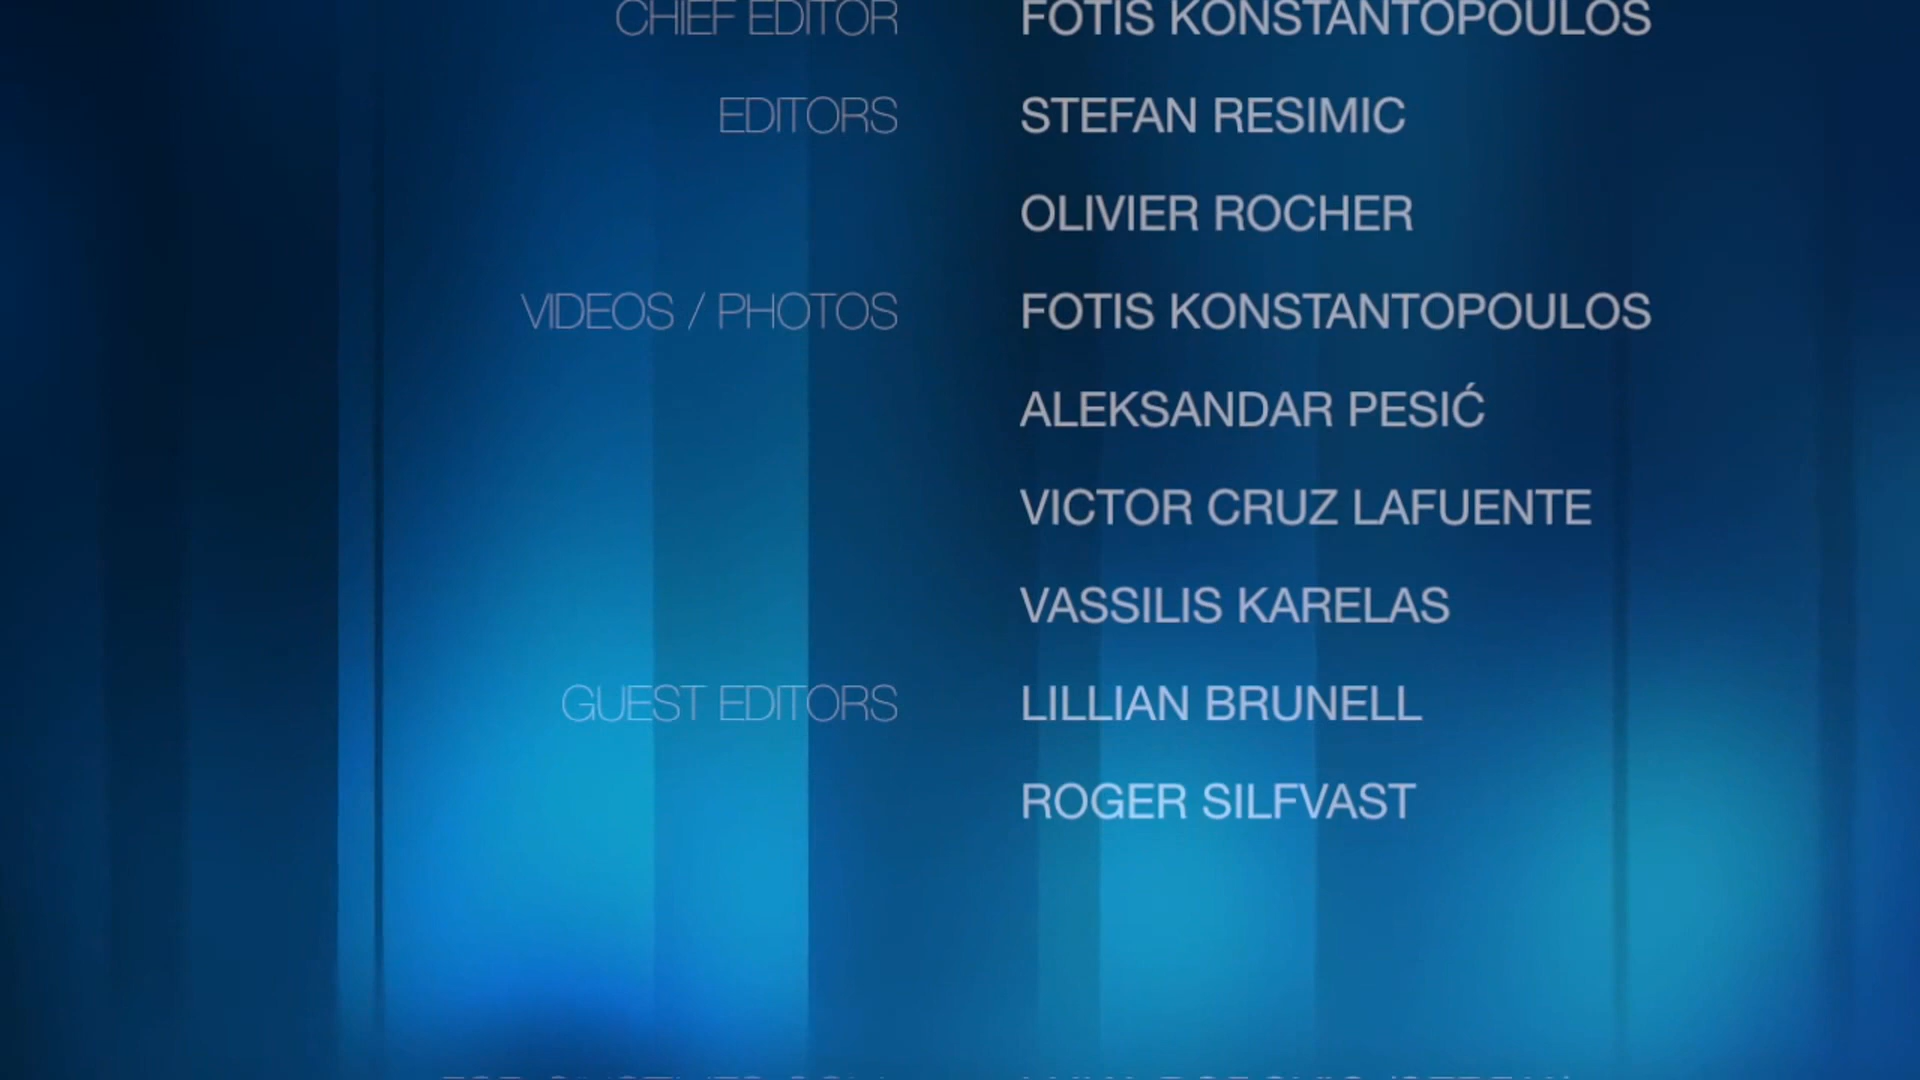 CHIEF EDITOR FOTIS KONSTANTOPOULOS
EDITORS STEFAN RESIMIC
OLIVIER ROCHER
VIDEOS / PHOTOS FOTIS KONSTANTOPOULOS
ALEKSANDAR PESIĆ
VICTOR CRUZ LAFUENTE
VASSILIS KARELAS
GUEST EDITORS LILLIAN BRUNELL
ROGER SILFVAST